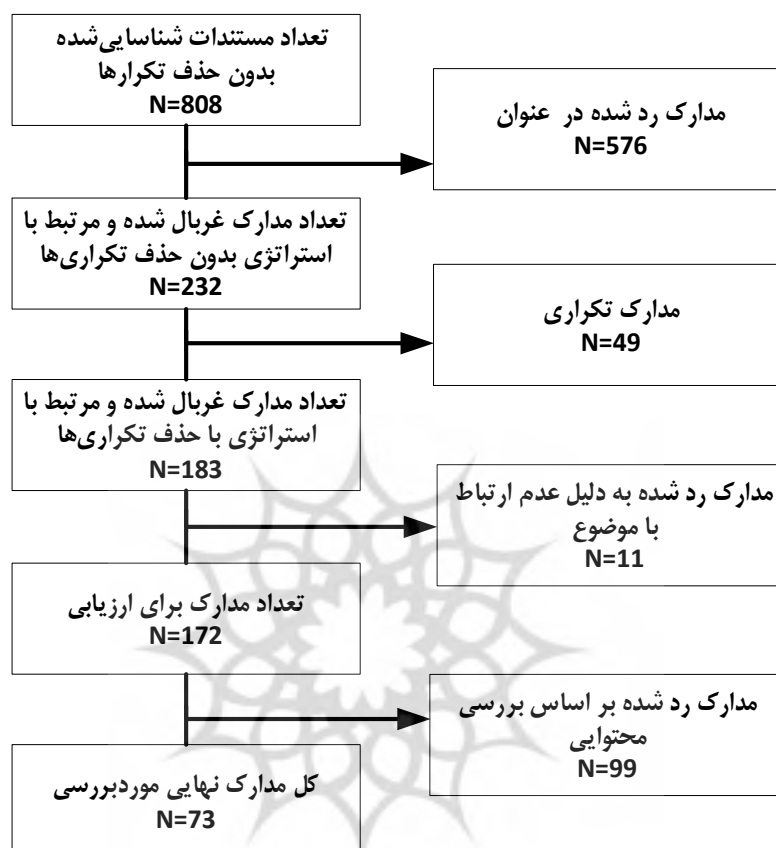 تعداد مستندات شناسایی‌شده
بدون حذف تکرارها
N=808
مدارک رد شده در عنوان
N=576
تعداد مدارک غربال شده و مرتبط با
استراتژی بدون حذف تکراری‌ها
N=232
مدارک تکراری
N=49
تعداد مدارک غربال شده و مرتبط با
استراتژی با حذف تکراری‌ها
N=183
مدارک رد شده به دلیل عدم ارتباط
با موضوع
N=11
تعداد مدارک برای ارزیابی
N=172
مدارک رد شده بر اساس بررسی
محتوایی
N=99
کل مدارک نهایی موردبررسی
N=73